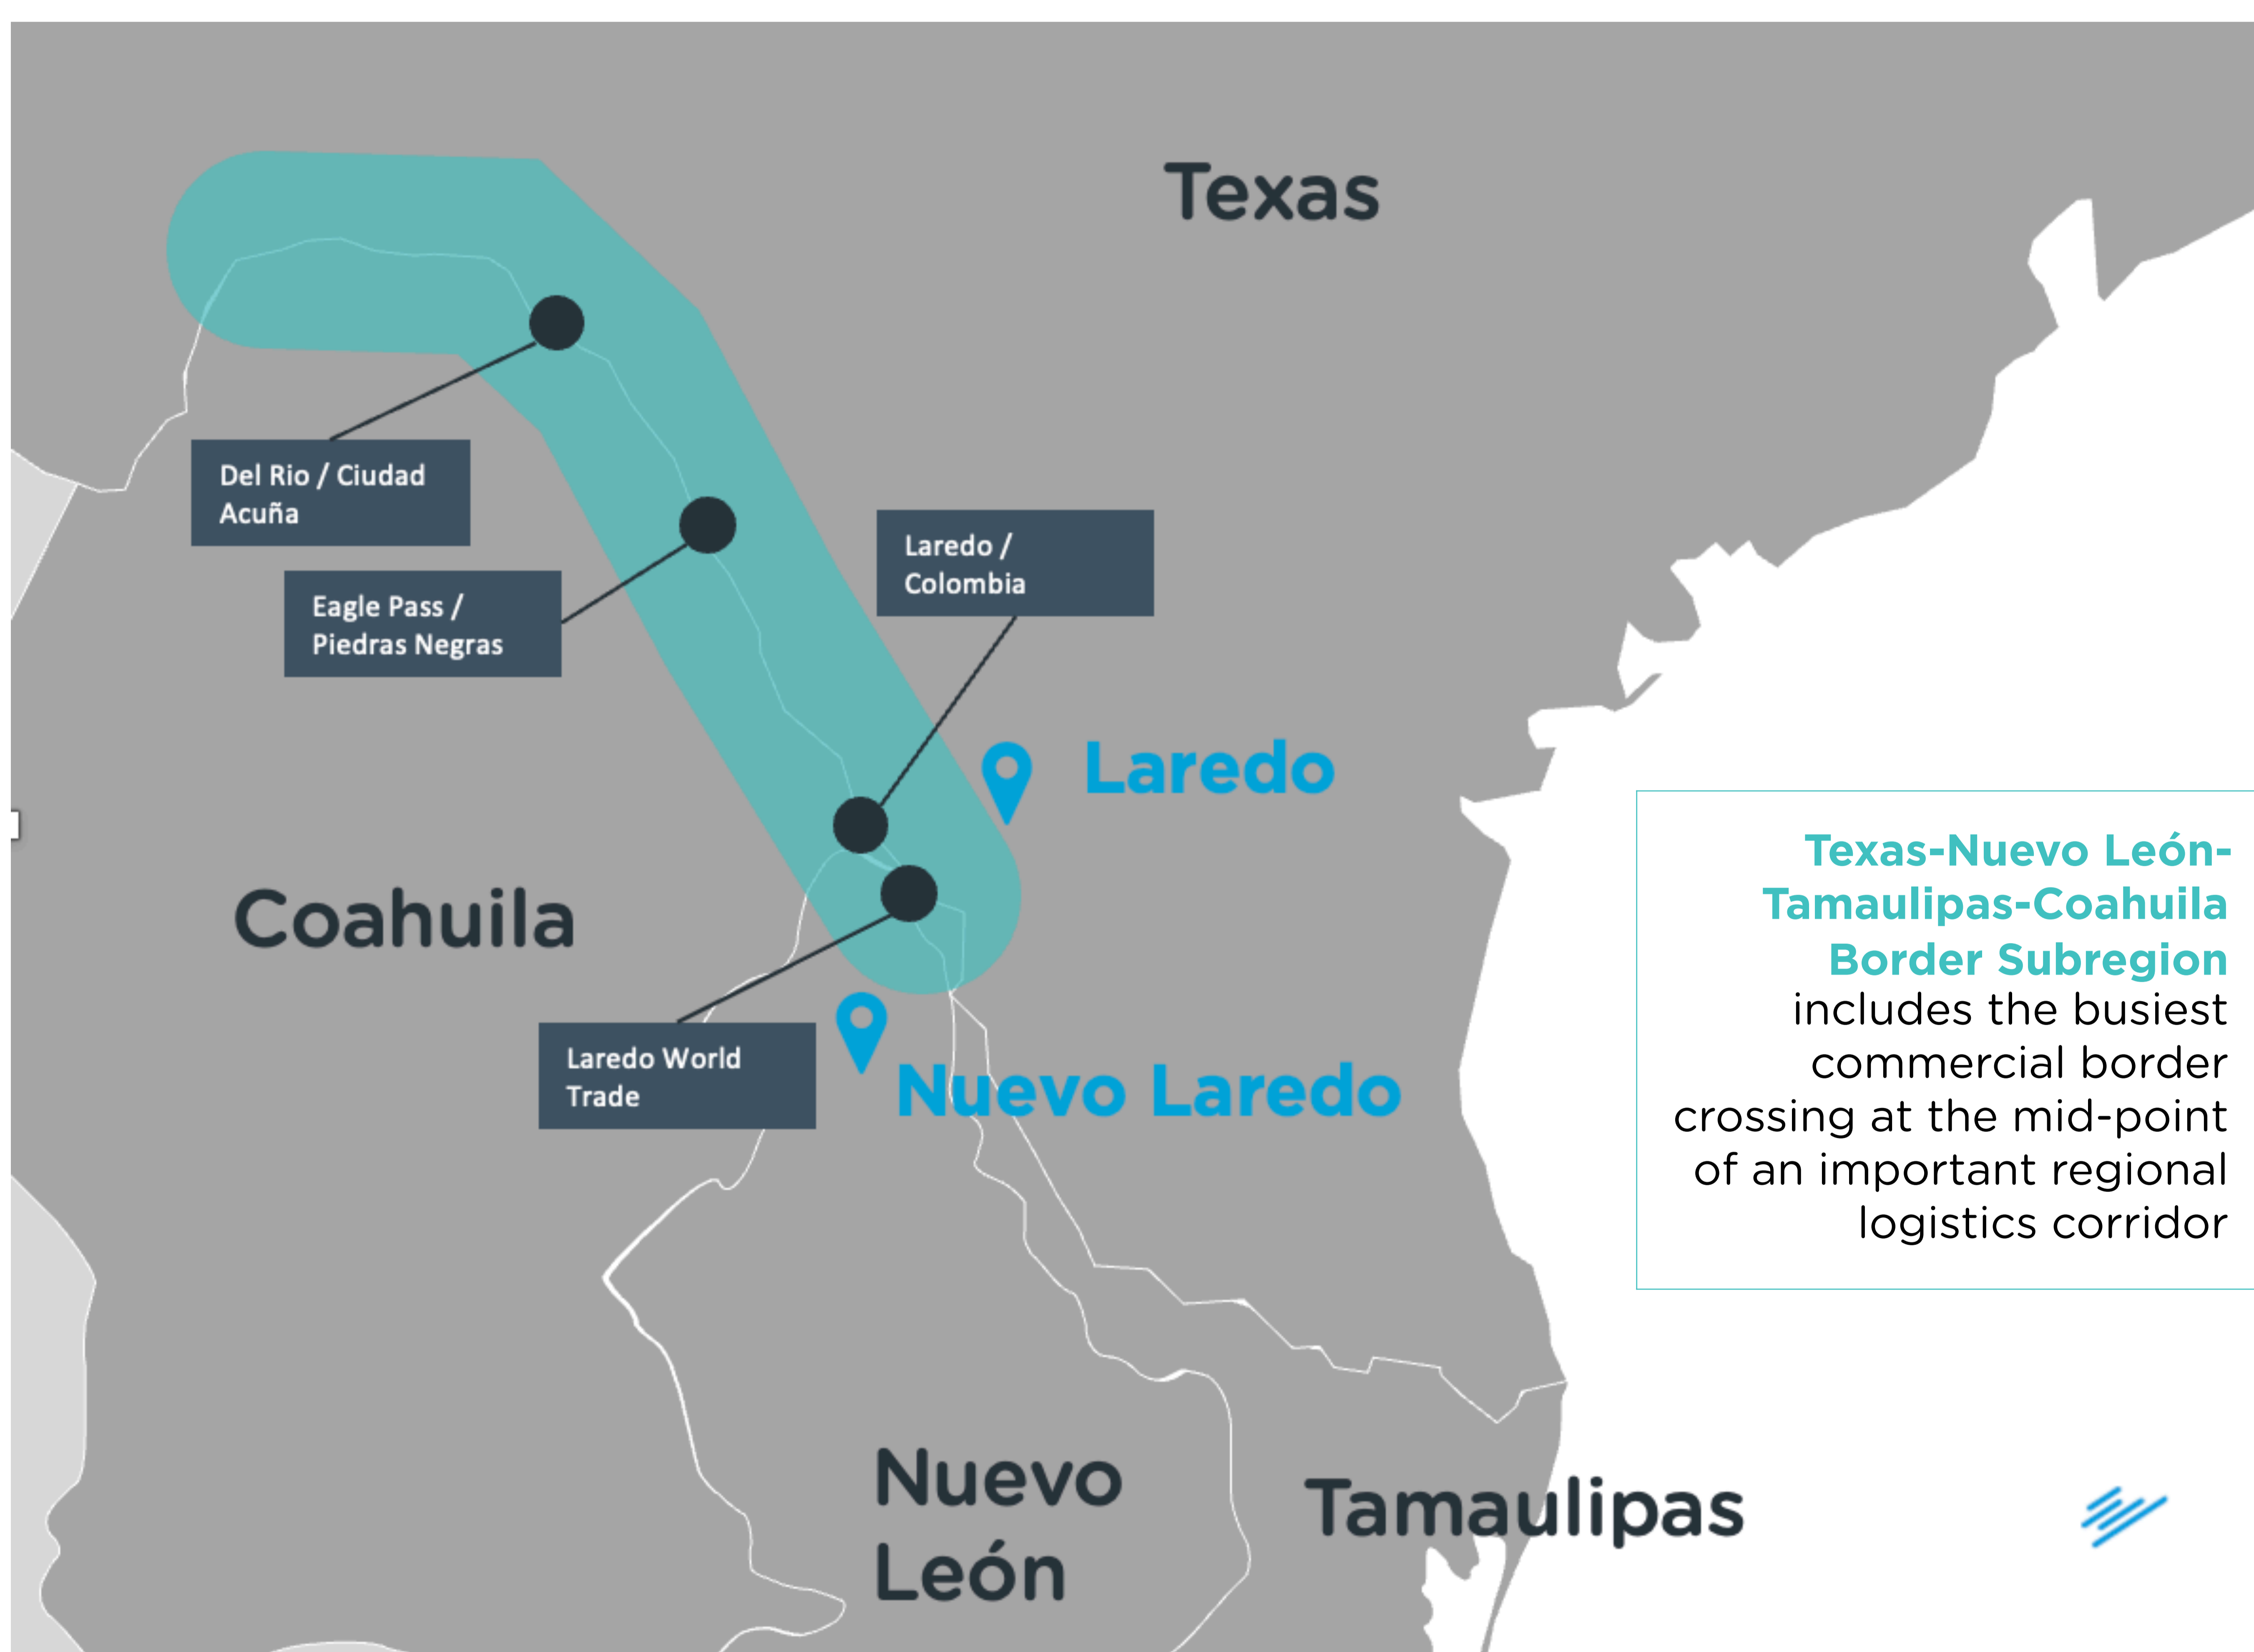 Texas
Del Rio / Ciudad
Acuña
Eagle Pass /
Piedras Negras
Laredo /
Colombia
Laredo
Coahuila
Laredo World
Trade
Nuevo Laredo
Texas-Nuevo León-
Tamaulipas-Coahuila
Border Subregion
includes the busiest
commercial border
crossing at the mid-point
of an important regional
logistics corridor
Nuevo
León
Tamaulipas